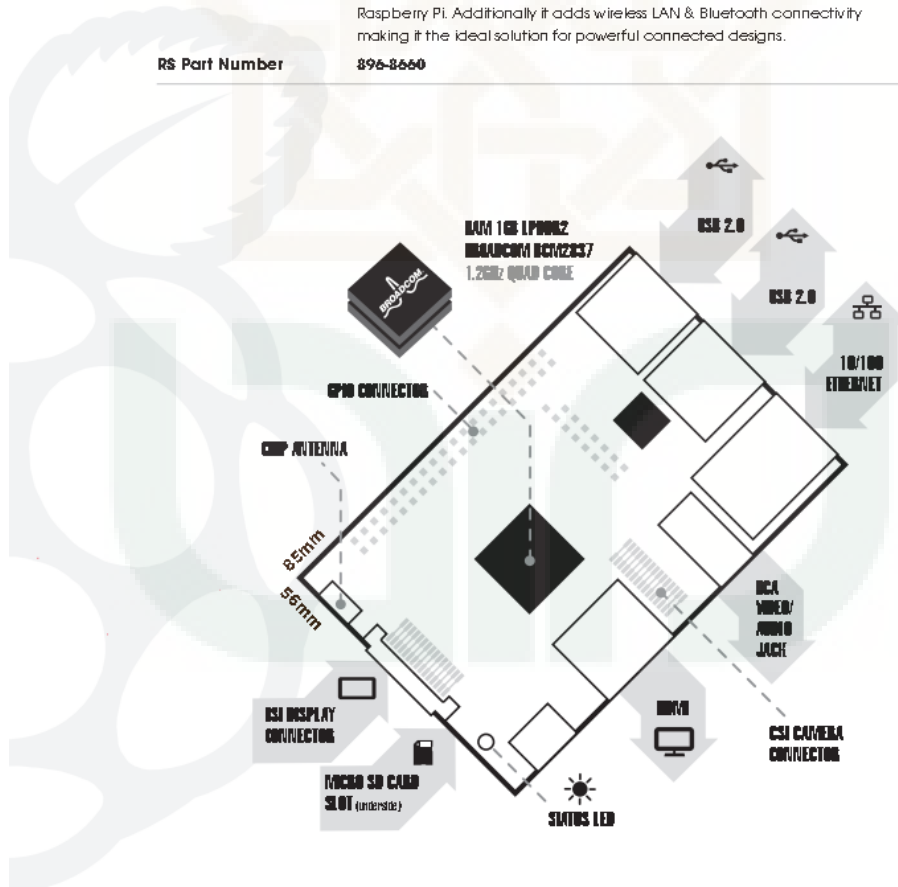 Raspberry Pi. Additionally it adds wireless LAN & Bluetooth connectivity
making it the ideal solution for powerful connected designs.
RS Part Number 896-8660
RAM 1GB LPDDR2
BROADCOM BCM2837
1.2GHz QUAD CORE
BROADCOM
USB 2.0
USB 2.0
10/100
ETHERNET
GPIO CONNECTOR
CHIP ANTENNA
85mm
56mm
RCA
VIDEO/
AUDIO
JACK
DSI DISPLAY
CONNECTOR
HDMI
CSI CAMERA
CONNECTOR
MICRO SD CARD
SLOT (underside)
STATUS LED